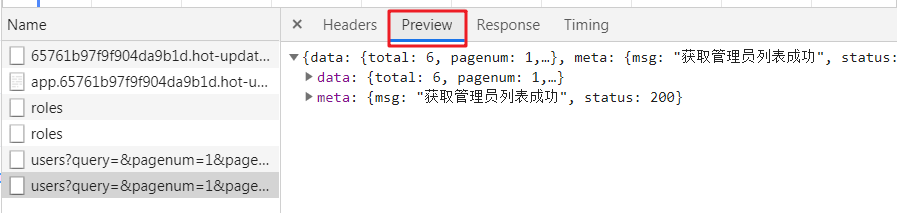 Name
65761b97f9f904da9b1d.hot-updat...
app.65761b97f9f904da9b1d.hot-u...
roles
roles
users?query=&pagenum=1&page...
users?query=&pagenum=1&page...
× Headers Preview Response Timing
▼{data: {total: 6, pagenum: 1,…}, meta: {msg: "获取管理员列表成功", status:
▶data: {total: 6, pagenum: 1,…}
▶meta: {msg: "获取管理员列表成功", status: 200}